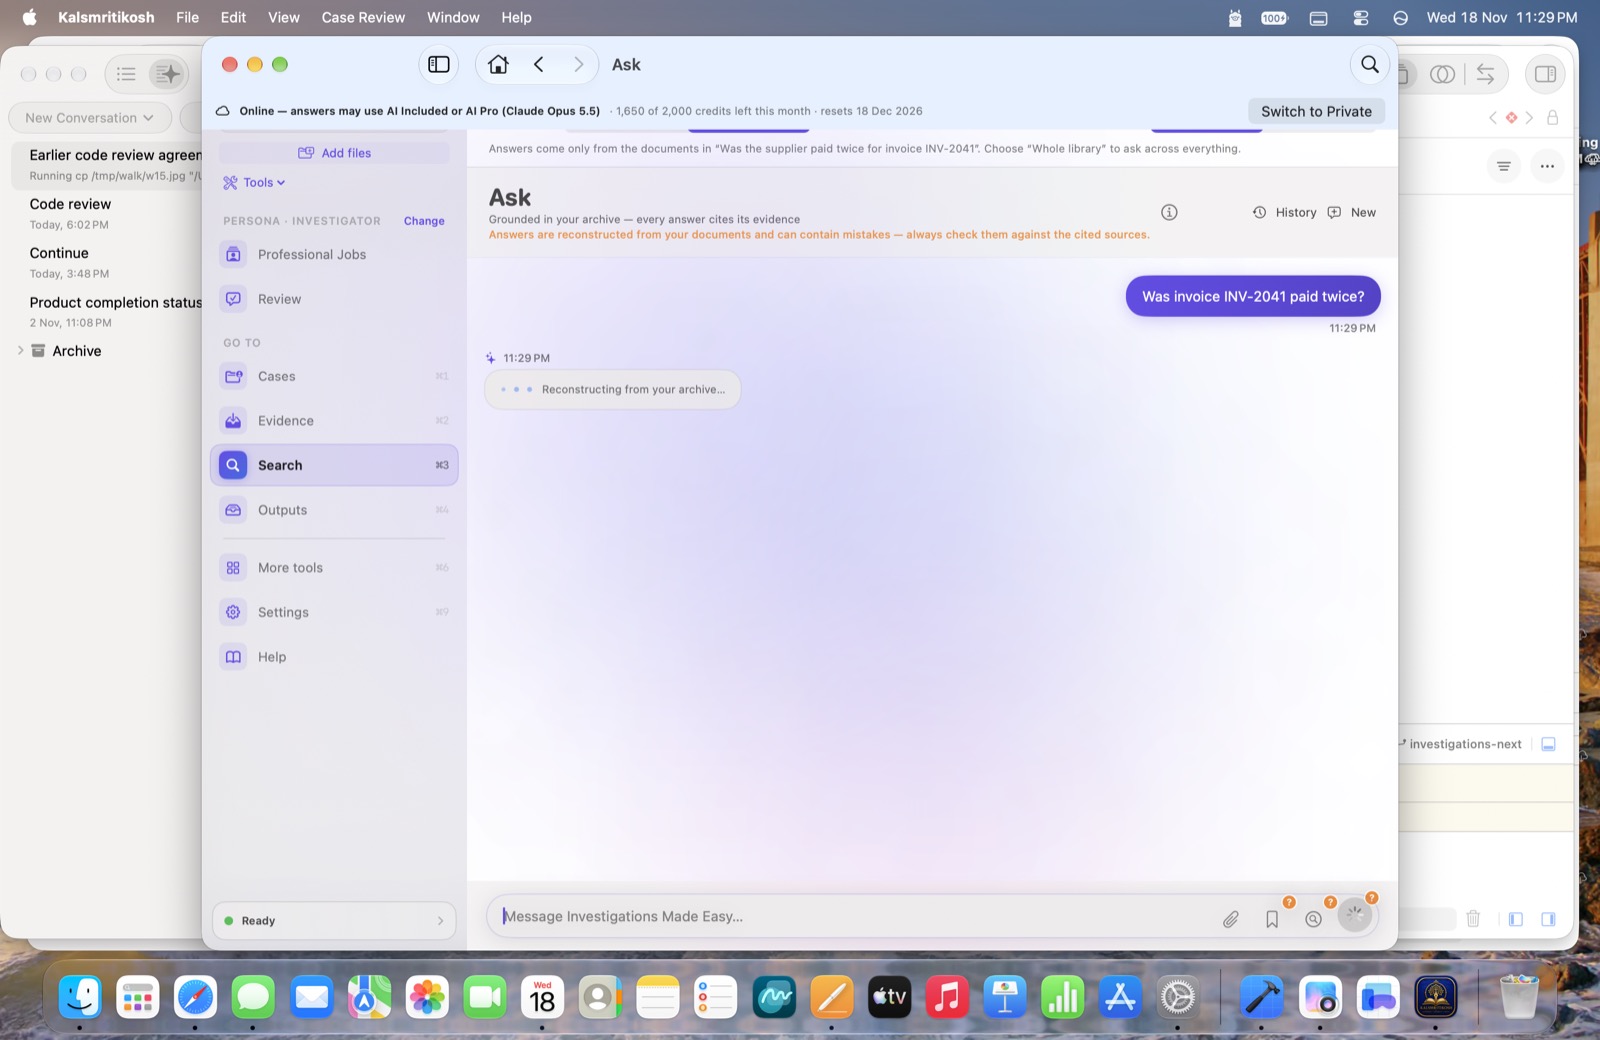 Kalsmritikosh File Edit View Case Review Window Help
100
Wed 18 Nov 11:29 PM
Ask
Online — answers may use AI Included or AI Pro (Claude Opus 5.5) · 1,650 of 2,000 credits left this month · resets 18 Dec 2026
Switch to Private
New Conversation
Earlier code review agreen
Running cp /tmp/walk/w15.jpg "/U
Code review
Today, 6:02 PM
Continue
Today, 3:48 PM
Product completion status
2 Nov, 11:08 PM
Archive
Add files
Tools
PERSONA · INVESTIGATOR Change
Professional Jobs
Review
GO TO
Cases ⌘1
Evidence ⌘2
Search ⌘3
Outputs ⌘4
More tools ⌘6
Settings ⌘9
Help
Ready
Answers come only from the documents in “Was the supplier paid twice for invoice INV-2041”. Choose “Whole library” to ask across everything.
Ask
Grounded in your archive — every answer cites its evidence
Answers are reconstructed from your documents and can contain mistakes — always check them against the cited sources.
History New
Was invoice INV-2041 paid twice?
11:29 PM
11:29 PM
Reconstructing from your archive...
Message Investigations Made Easy...
? ? ?
investigations-next
Wed
18
tv